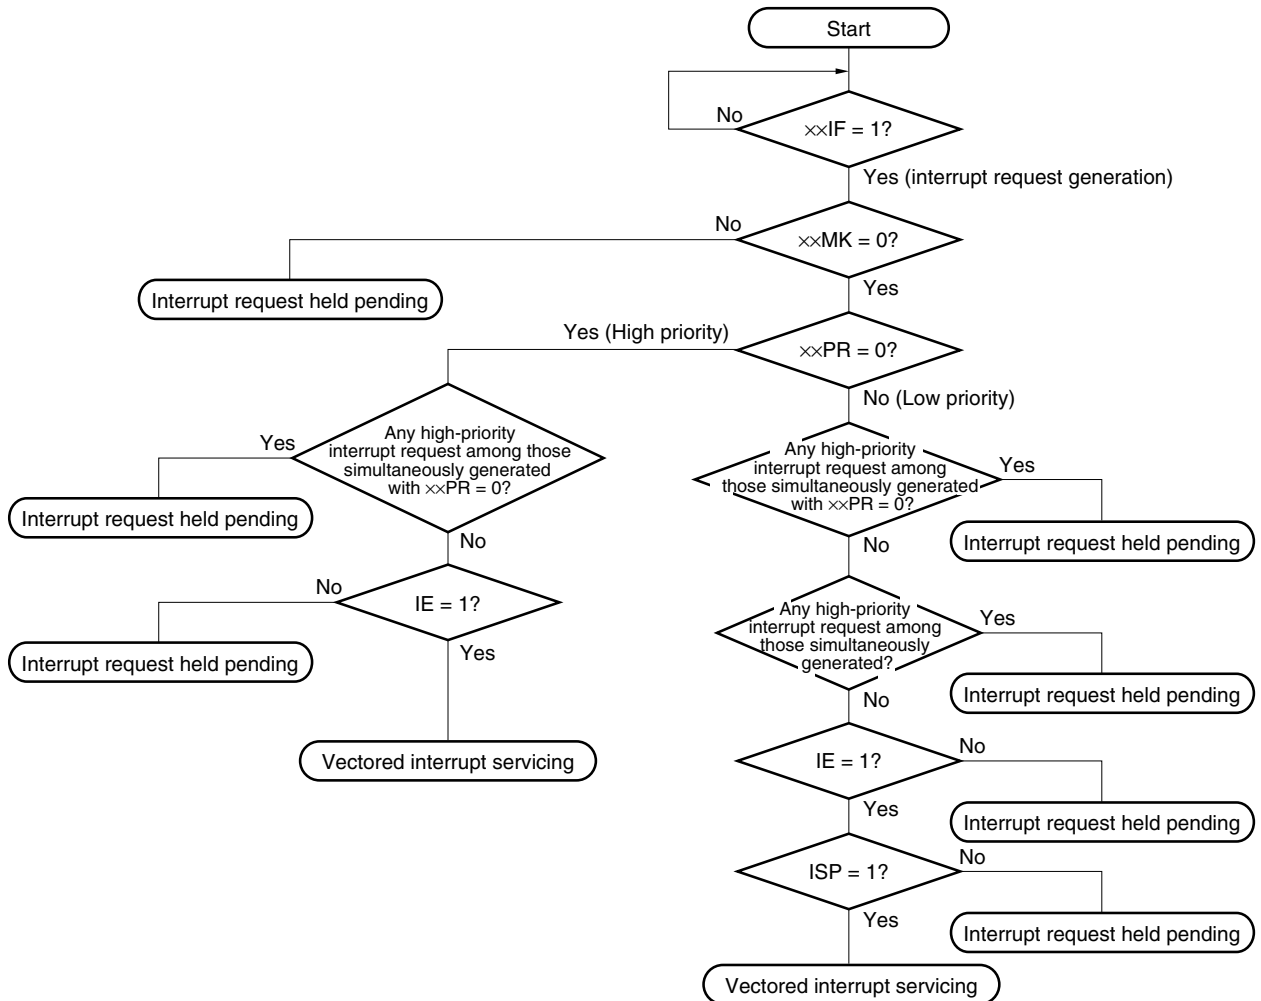 Start
No
××IF = 1?
Yes (interrupt request generation)
No
××MK = 0?
Interrupt request held pending
Yes
Yes (High priority)
××PR = 0?
No (Low priority)
Yes
Any high-priority
interrupt request among those
simultaneously generated
with ××PR = 0?
Interrupt request held pending
No
Any high-priority
interrupt request among
those simultaneously generated
with ××PR = 0?
Yes
Interrupt request held pending
No
No
IE = 1?
Interrupt request held pending
Yes
Vectored interrupt servicing
Any high-priority
interrupt request among
those simultaneously
generated?
Yes
Interrupt request held pending
No
IE = 1?
No
Interrupt request held pending
Yes
ISP = 1?
No
Interrupt request held pending
Yes
Vectored interrupt servicing